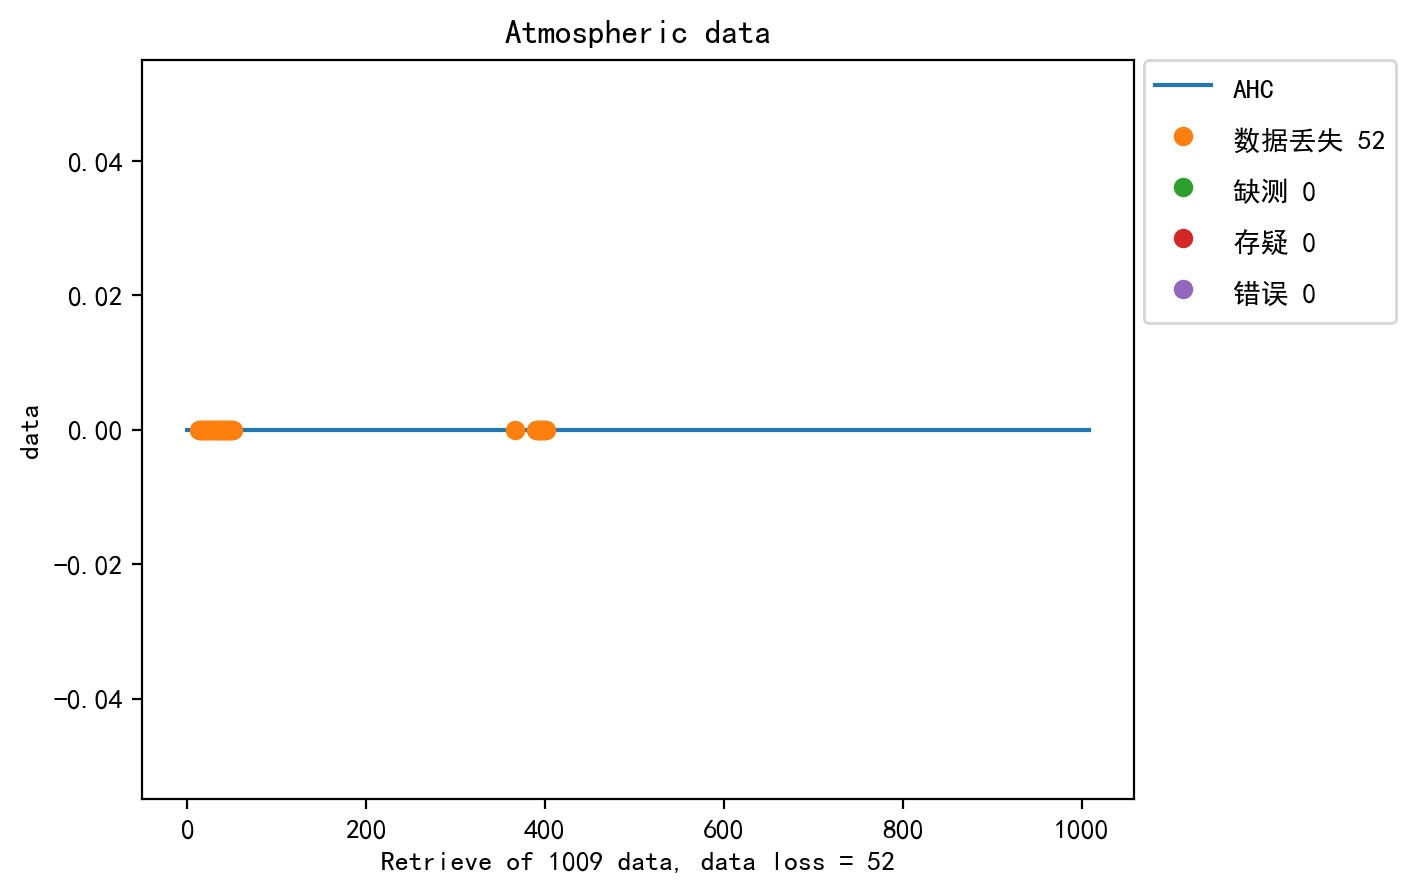 Atmospheric data
AHC
数据丢失 52
缺测 0
存疑 0
错误 0
0.04
0.02
0.00
−0.02
−0.04
data
0 200 400 600 800 1000
Retrieve of 1009 data, data loss = 52